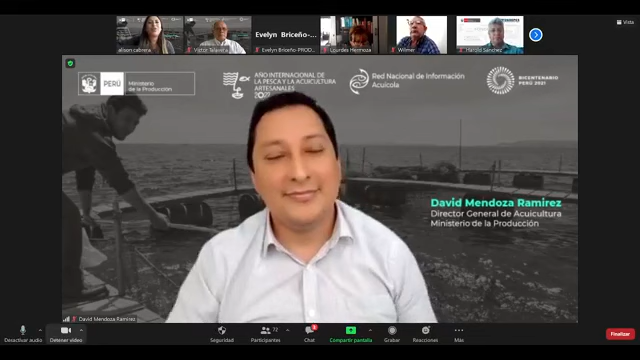 Vista
alison cabrera
Victor Talavera
Evelyn Briceño-...
Evelyn Briceño-PROD...
Lourdes Hermoza
Wilmer
Harold Sánchez
PERÚ
Ministerio
de la Producción
AÑO INTERNACIONAL DE
LA PESCA Y LA ACUICULTURA
ARTESANALES
2022
Red Nacional de Información
Acuícola
BICENTENARIO
PERÚ 2021
David Mendoza Ramirez
Director General de Acuicultura
Ministerio de la Producción
David Mendoza Ramirez
Desactivar audio
Detener video
Seguridad
72
Participantes
Chat
Compartir pantalla
Grabar
Reacciones
Más
Finalizar